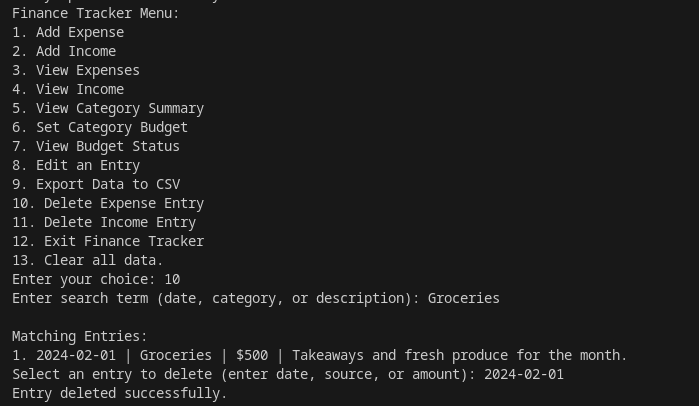 Finance Tracker Menu:
1. Add Expense
2. Add Income
3. View Expenses
4. View Income
5. View Category Summary
6. Set Category Budget
7. View Budget Status
8. Edit an Entry
9. Export Data to CSV
10. Delete Expense Entry
11. Delete Income Entry
12. Exit Finance Tracker
13. Clear all data.
Enter your choice: 10
Enter search term (date, category, or description): Groceries
Matching Entries:
1. 2024-02-01 | Groceries | $500 | Takeaways and fresh produce for the month.
Select an entry to delete (enter date, source, or amount): 2024-02-01
Entry deleted successfully.